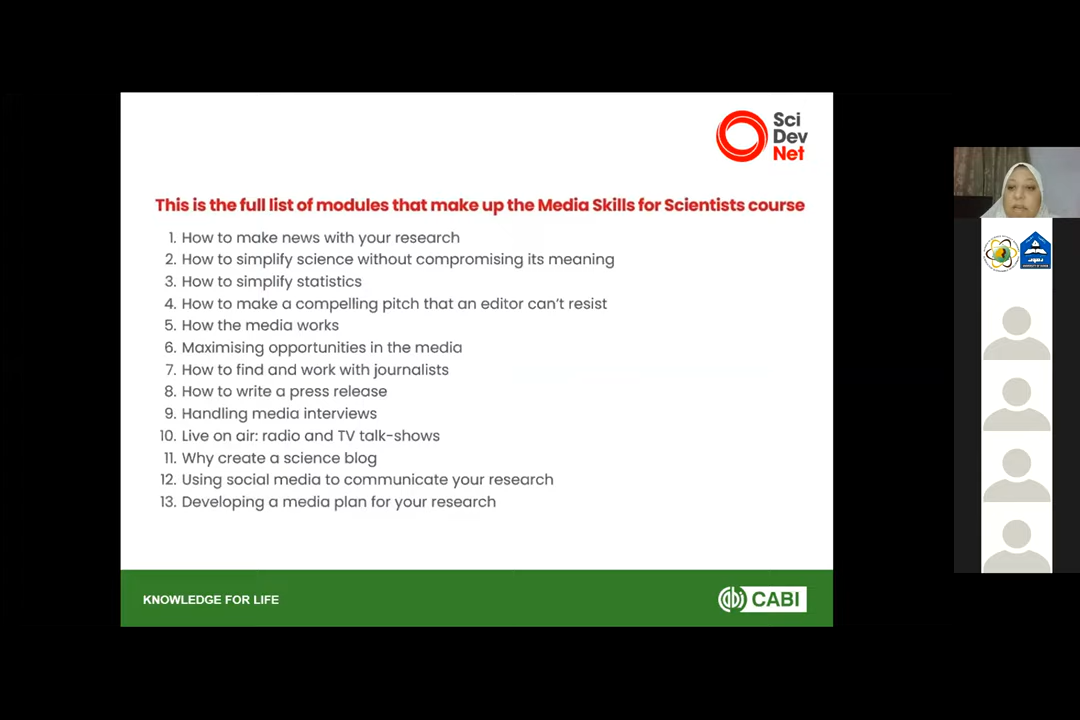 Sci
Dev
Net
This is the full list of modules that make up the Media Skills for Scientists course
1. How to make news with your research
2. How to simplify science without compromising its meaning
3. How to simplify statistics
4. How to make a compelling pitch that an editor can't resist
5. How the media works
6. Maximising opportunities in the media
7. How to find and work with journalists
8. How to write a press release
9. Handling media interviews
10. Live on air: radio and TV talk-shows
11. Why create a science blog
12. Using social media to communicate your research
13. Developing a media plan for your research
KNOWLEDGE FOR LIFE
CABI